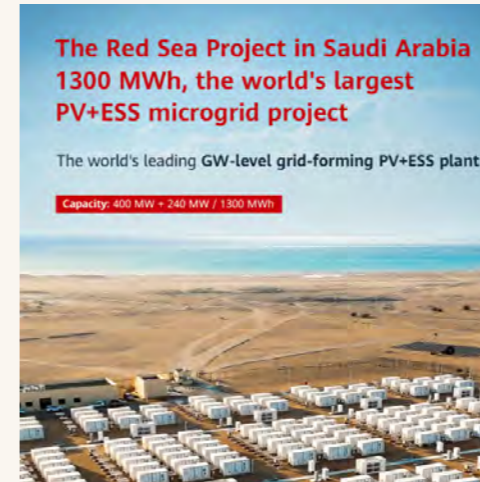 The Red Sea Project in Saudi Arabia
1300 MWh, the world's largest
PV+ESS microgrid project
The world's leading GW-level grid-forming PV+ESS plant
Capacity: 400 MW + 240 MW / 1300 MWh